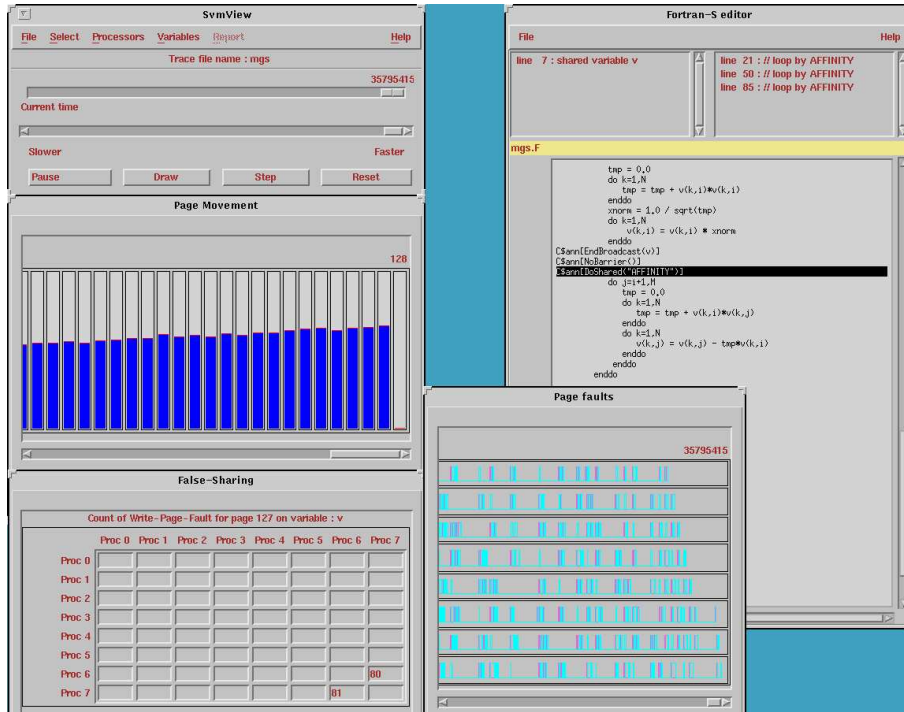 SvmView
File Select Processors Variables Report Help
Trace file name : mgs
35795415
Current time
Slower Faster
Pause Draw Step Reset
Page Movement
128
False-Sharing
Count of Write-Page-Fault for page 127 on variable : v
Proc 0 Proc 1 Proc 2 Proc 3 Proc 4 Proc 5 Proc 6 Proc 7
Proc 0
Proc 1
Proc 2
Proc 3
Proc 4
Proc 5
Proc 6 80
Proc 7 81
Fortran-S editor
File Help
line 7 : shared variable v
line 21 : // loop by AFFINITY
line 50 : // loop by AFFINITY
line 85 : // loop by AFFINITY
mgs.F
tmp = 0.0
do k=1,N
tmp = tmp + v(k,i)*v(k,i)
enddo
xnorm = 1.0 / sqrt(tmp)
do k=1,N
v(k,i) = v(k,i) * xnorm
enddo
C$ann[EndBroadcast(v)]
C$ann[NoBarrier()]
C$ann[DoShared("AFFINITY")]
do j=i+1,M
tmp = 0.0
do k=1,N
tmp = tmp + v(k,i)*v(k,j)
enddo
do k=1,N
v(k,j) = v(k,j) - tmp*v(k,i)
enddo
enddo
enddo
Page faults
35795415